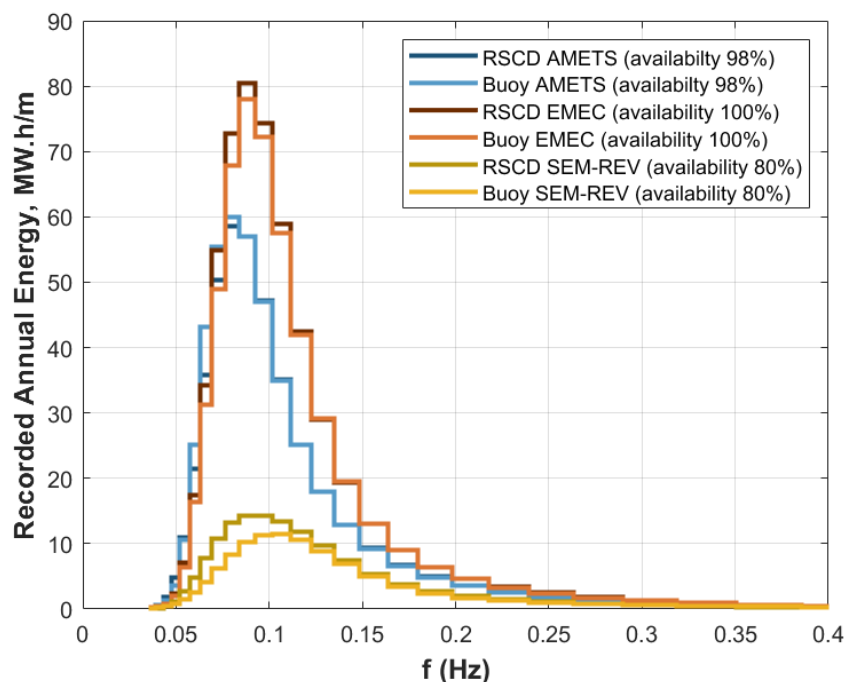 90
80
70
60
50
40
30
20
10
0
Recorded Annual Energy, MW.h/m
RSCD AMETS (availabilty 98%)
Buoy AMETS (availability 98%)
RSCD EMEC (availability 100%)
Buoy EMEC (availability 100%)
RSCD SEM-REV (availability 80%)
Buoy SEM-REV (availability 80%)
0 0.05 0.1 0.15 0.2 0.25 0.3 0.35 0.4
f (Hz)